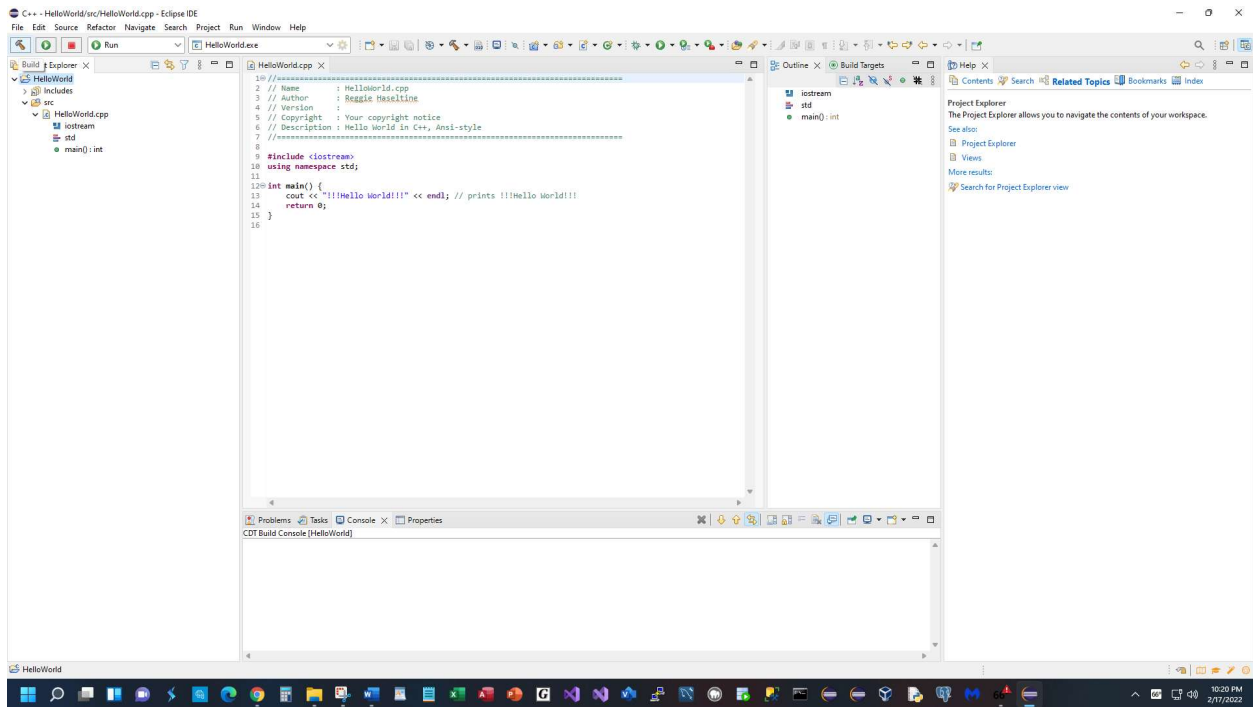 C++ - HelloWorld/src/HelloWorld.cpp - Eclipse IDE
File Edit Source Refactor Navigate Search Project Run Window Help
Run
HelloWorld.exe
Build t Explorer
HelloWorld
Includes
src
HelloWorld.cpp
iostream
std
main() : int
HelloWorld.cpp
1 //===========================================================================
2 // Name        : HelloWorld.cpp
3 // Author      : Reggie Haseltine
4 // Version     :
5 // Copyright   : Your copyright notice
6 // Description : Hello World in C++, Ansi-style
7 //===========================================================================
8
9 #include <iostream>
10 using namespace std;
11
12 int main() {
13     cout << "!!!Hello World!!!" << endl; // prints !!!Hello World!!!
14     return 0;
15 }
16
Outline Build Targets
iostream
std
main() : int
Help
Contents Search Related Topics Bookmarks Index
Project Explorer
The Project Explorer allows you to navigate the contents of your workspace.
See also:
Project Explorer
Views
More results:
Search for Project Explorer view
Problems Tasks Console Properties
CDT Build Console [HelloWorld]
HelloWorld
10:20 PM
2/17/2022